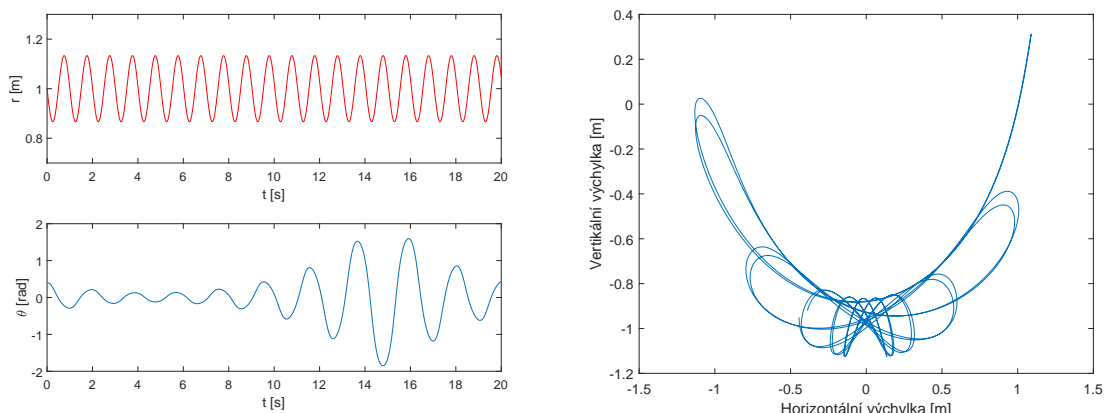 1.2
1
0.8
r [m]
0 2 4 6 8 10 12 14 16 18 20
t [s]
2
1
0
-1
-2
θ [rad]
0 2 4 6 8 10 12 14 16 18 20
t [s]
0.4
0.2
0
-0.2
-0.4
-0.6
-0.8
-1
-1.2
Vertikální výchylka [m]
-1.5 -1 -0.5 0 0.5 1 1.5
Horizontální výchylka [m]